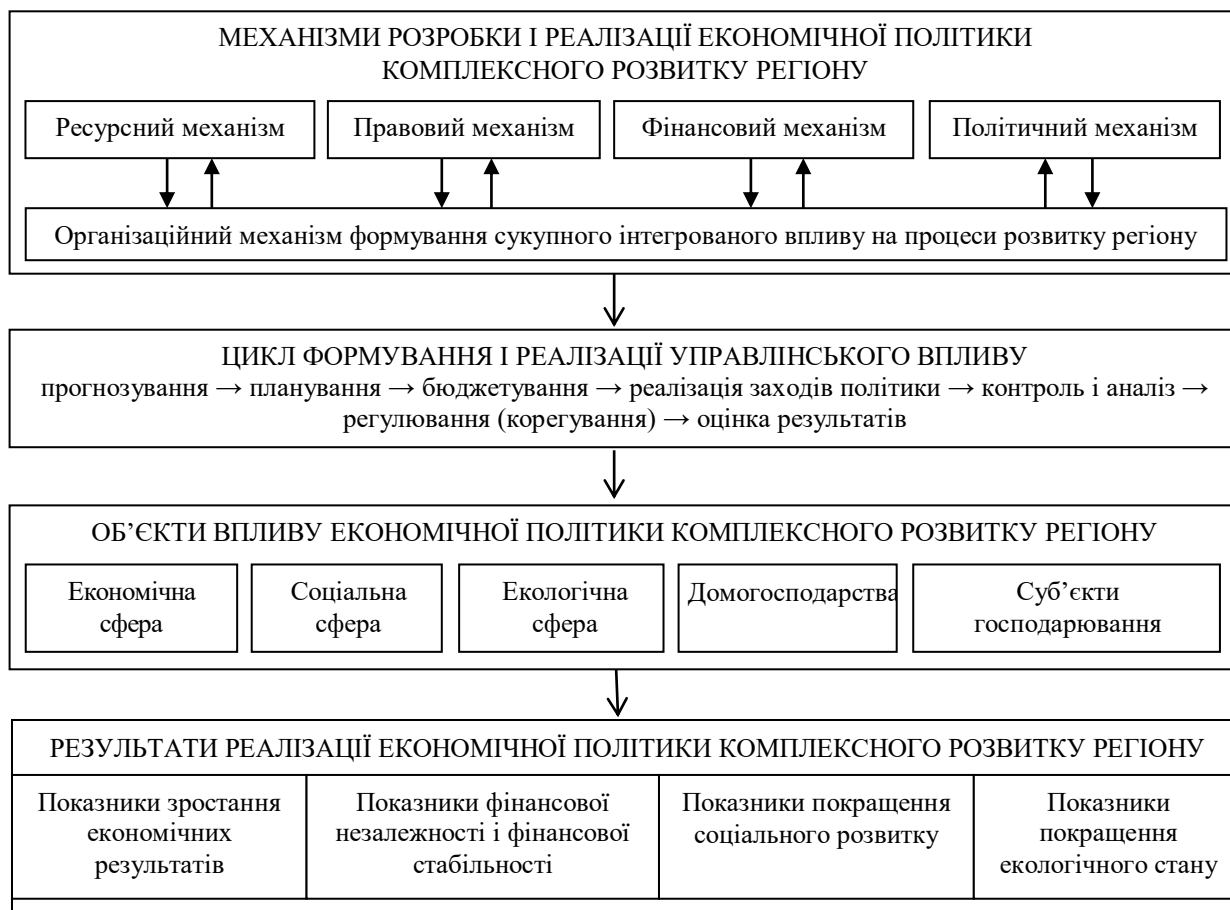 МЕХАНІЗМИ РОЗРОБКИ І РЕАЛІЗАЦІЇ ЕКОНОМІЧНОЇ ПОЛІТИКИ
КОМПЛЕКСНОГО РОЗВИТКУ РЕГІОНУ
Ресурсний механізм
Правовий механізм
Фінансовий механізм
Політичний механізм
Організаційний механізм формування сукупного інтегрованого впливу на процеси розвитку регіону
ЦИКЛ ФОРМУВАННЯ І РЕАЛІЗАЦІЇ УПРАВЛІНСЬКОГО ВПЛИВУ
прогнозування → планування → бюджетування → реалізація заходів політики → контроль і аналіз →
регулювання (корегування) → оцінка результатів
ОБ’ЄКТИ ВПЛИВУ ЕКОНОМІЧНОЇ ПОЛІТИКИ КОМПЛЕКСНОГО РОЗВИТКУ РЕГІОНУ
Економічна
сфера
Соціальна
сфера
Екологічна
сфера
Домогосподарства
Суб’єкти
господарювання
РЕЗУЛЬТАТИ РЕАЛІЗАЦІЇ ЕКОНОМІЧНОЇ ПОЛІТИКИ КОМПЛЕКСНОГО РОЗВИТКУ РЕГІОНУ
Показники зростання
економічних
результатів
Показники фінансової
незалежності і фінансової
стабільності
Показники покращення
соціального розвитку
Показники
покращення
екологічного стану